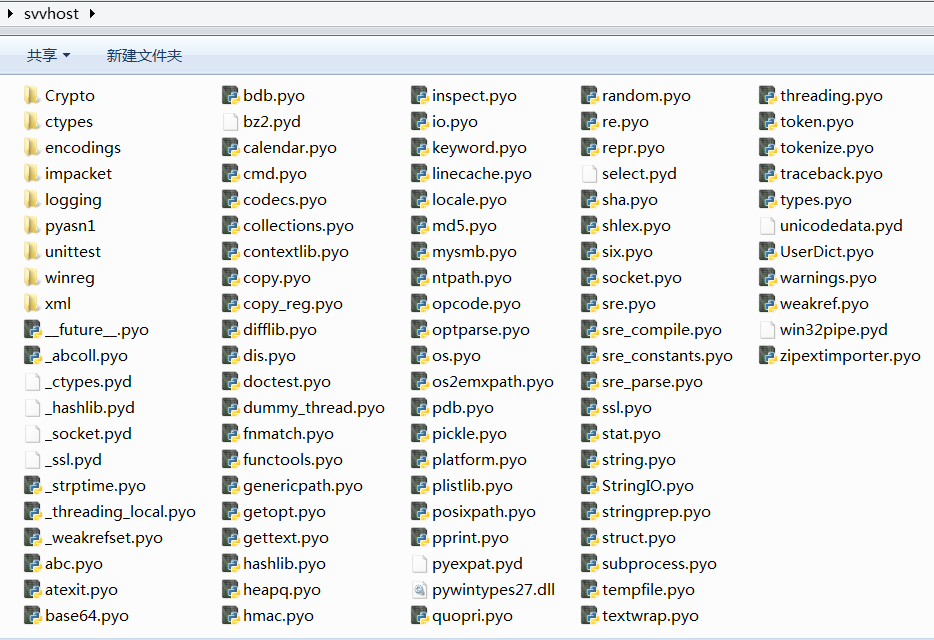 svvhost
共享 新建文件夹
Crypto
ctypes
encodings
impacket
logging
pyasn1
unittest
winreg
xml
__future__.pyo
_abcoll.pyo
_ctypes.pyd
_hashlib.pyd
_socket.pyd
_ssl.pyd
_strptime.pyo
_threading_local.pyo
_weakrefset.pyo
abc.pyo
atexit.pyo
base64.pyo
bdb.pyo
bz2.pyd
calendar.pyo
cmd.pyo
codecs.pyo
collections.pyo
contextlib.pyo
copy.pyo
copy_reg.pyo
difflib.pyo
dis.pyo
doctest.pyo
dummy_thread.pyo
fnmatch.pyo
functools.pyo
genericpath.pyo
getopt.pyo
gettext.pyo
hashlib.pyo
heapq.pyo
hmac.pyo
inspect.pyo
io.pyo
keyword.pyo
linecache.pyo
locale.pyo
md5.pyo
mysmb.pyo
ntpath.pyo
opcode.pyo
optparse.pyo
os.pyo
os2emxpath.pyo
pdb.pyo
pickle.pyo
platform.pyo
plistlib.pyo
posixpath.pyo
pprint.pyo
pyexpat.pyd
pywintypes27.dll
quopri.pyo
random.pyo
re.pyo
repr.pyo
select.pyd
sha.pyo
shlex.pyo
six.pyo
socket.pyo
sre.pyo
sre_compile.pyo
sre_constants.pyo
sre_parse.pyo
ssl.pyo
stat.pyo
string.pyo
StringIO.pyo
stringprep.pyo
struct.pyo
subprocess.pyo
tempfile.pyo
textwrap.pyo
threading.pyo
token.pyo
tokenize.pyo
traceback.pyo
types.pyo
unicodedata.pyd
UserDict.pyo
warnings.pyo
weakref.pyo
win32pipe.pyd
zipextimporter.pyo